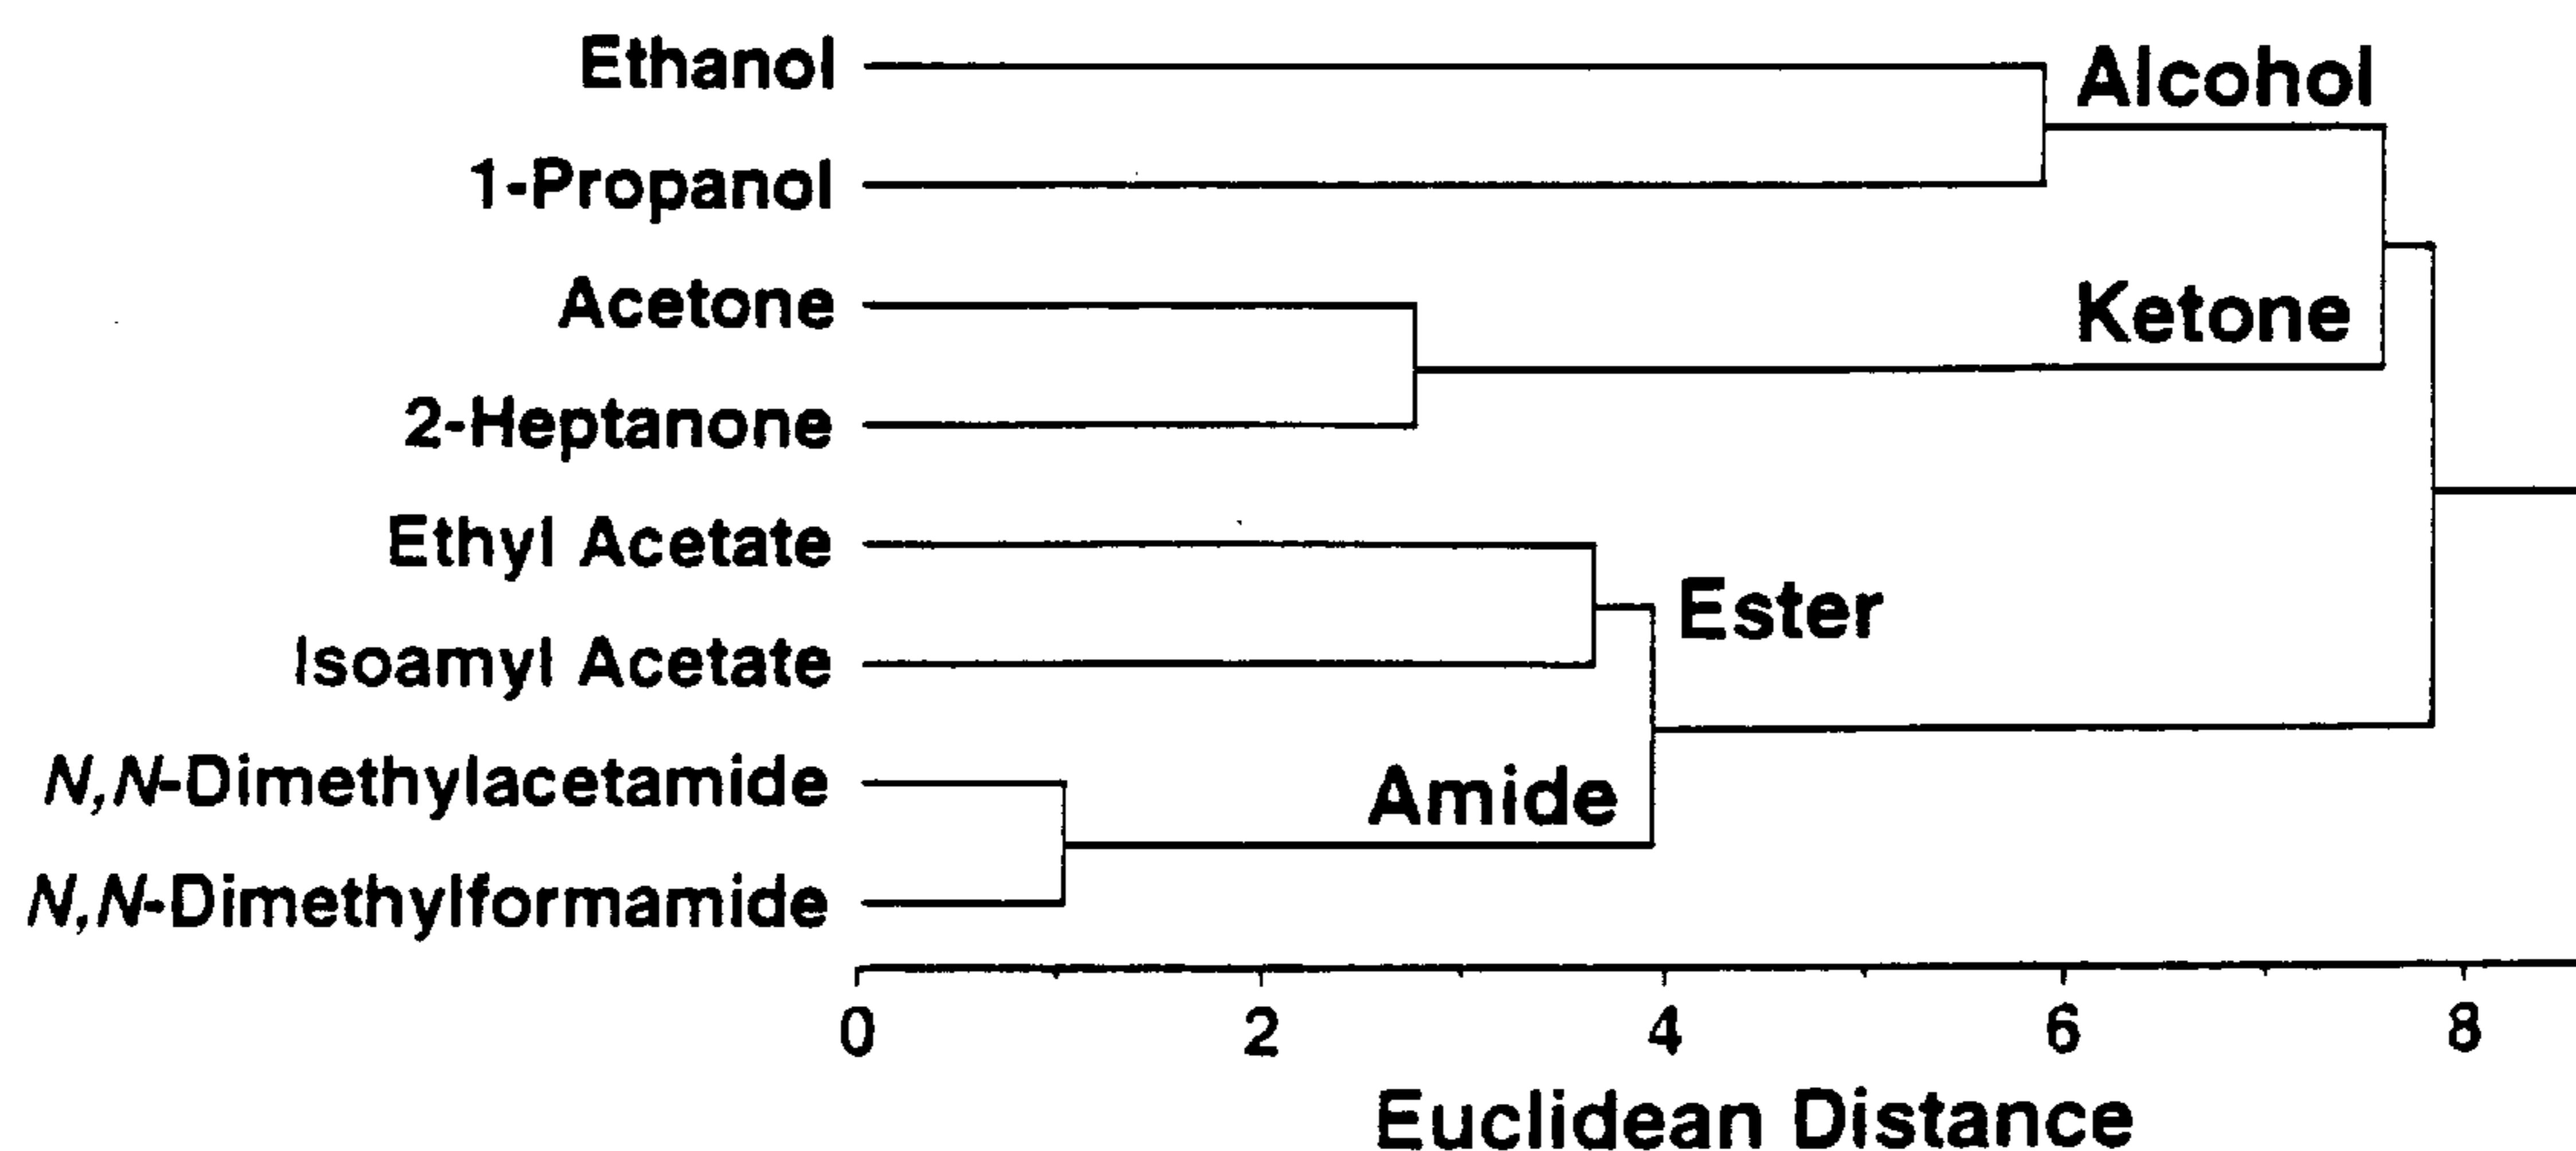 Ethanol
Alcohol
1-Propanol
Acetone
Ketone
2-Heptanone
Ethyl Acetate
Ester
Isoamyl Acetate
N,N-Dimethylacetamide
Amide
N,N-Dimethylformamide
0 2 4 6 8
Euclidean Distance